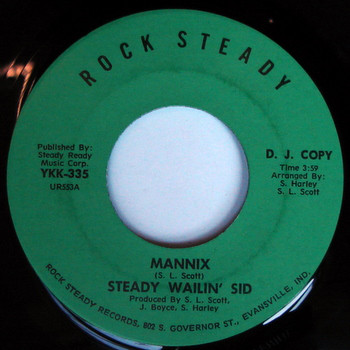 ROCK STEADY
Published By:
Steady Ready
Music Corp.
YKK-335
URS53A
D. J. COPY
Time 3:59
Arranged By:
S. Harley
S. L. Scott
MANNIX
(S. L. Scott)
STEADY WAILIN' SID
Produced By S. L. Scott,
J. Boyce, S. Harley
ROCK STEADY RECORDS, 802 S. GOVERNOR ST., EVANSVILLE, IND.